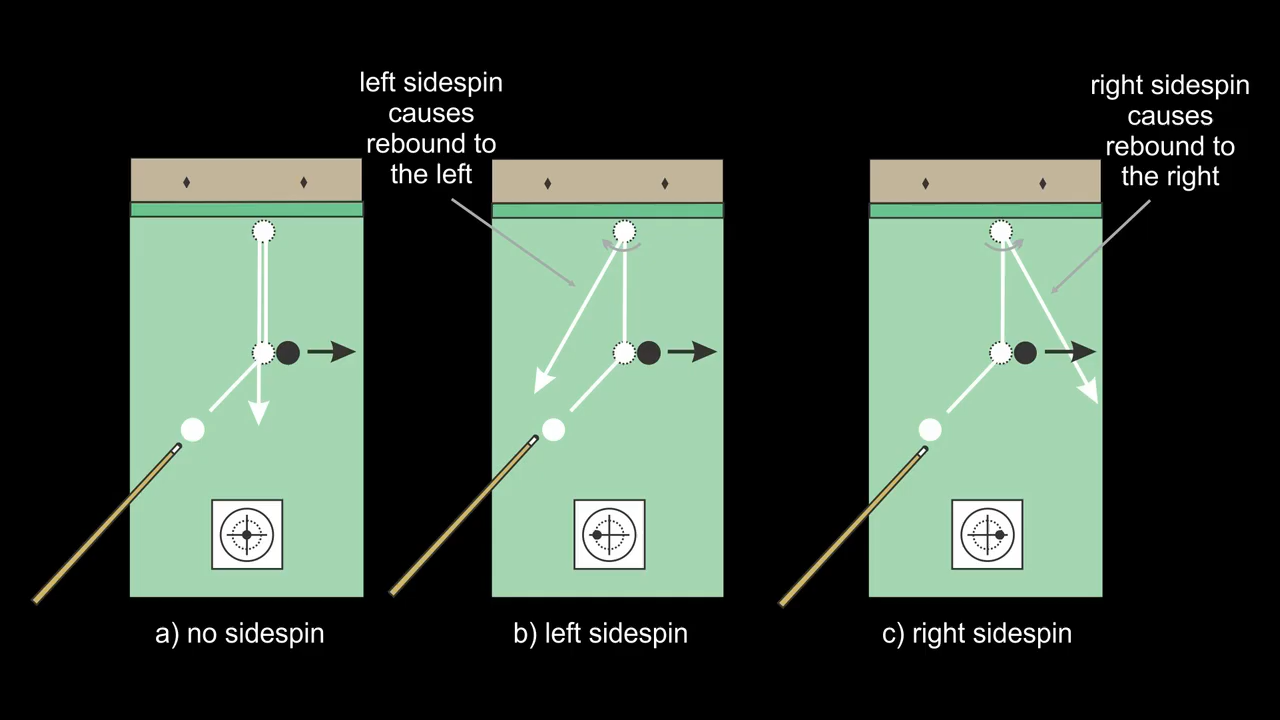 left sidespin
causes
rebound to
the left
right sidespin
causes
rebound to
the right
a) no sidespin
b) left sidespin
c) right sidespin